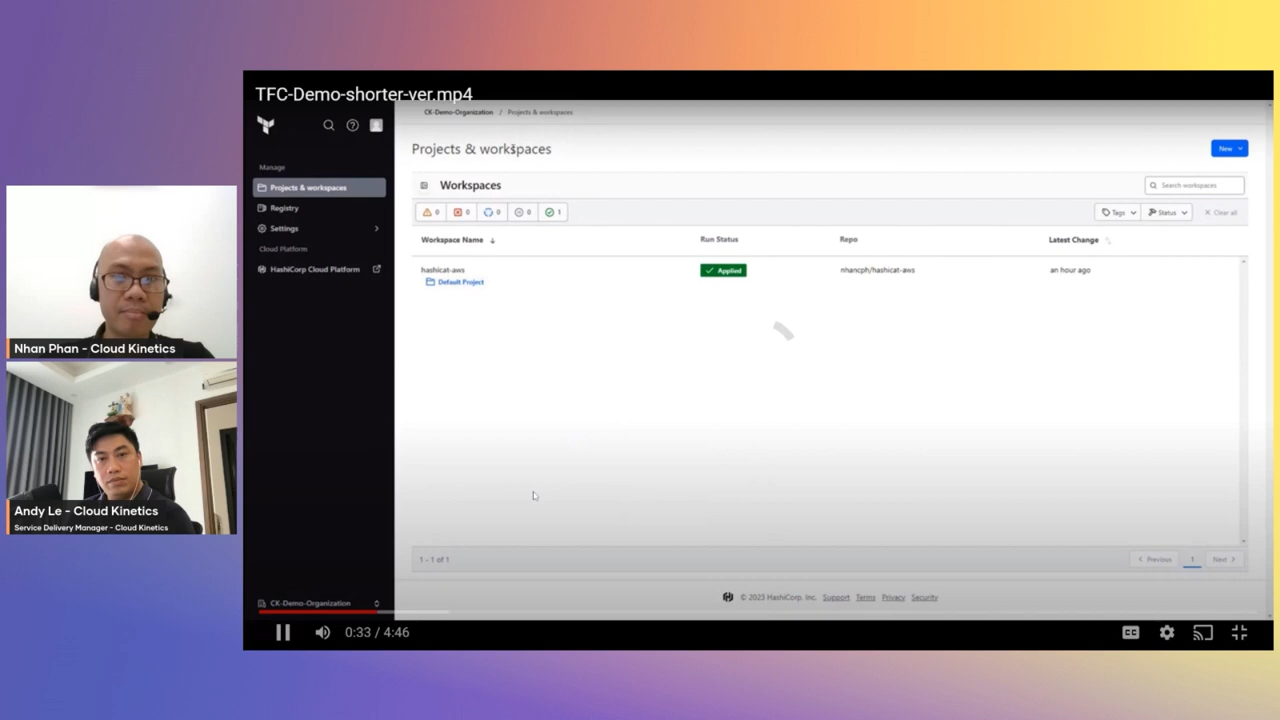 TFC-Demo-shorter-ver.mp4
CK-Demo-Organization / Projects & workspaces
Projects & workspaces
New
Manage
Projects & workspaces
Registry
Settings
Cloud Platform
HashiCorp Cloud Platform
Workspaces
Search workspaces
0 0 0 0 1
Tags Status Clear all
Workspace Name Run Status Repo Latest Change
hashicat-aws Applied nhancph/hashicat-aws an hour ago
Default Project
Nhan Phan - Cloud Kinetics
Andy Le - Cloud Kinetics
Service Delivery Manager - Cloud Kinetics
1 - 1 of 1 Previous 1 Next
© 2023 HashiCorp, Inc. Support Terms Privacy Security
CK-Demo-Organization
0:33 / 4:46
CC